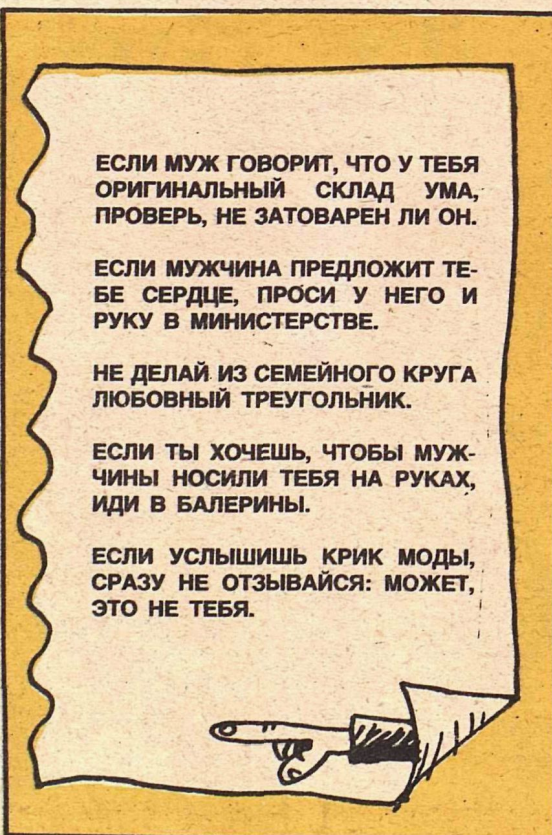 ЕСЛИ МУЖ ГОВОРИТ, ЧТО У ТЕБЯ
ОРИГИНАЛЬНЫЙ СКЛАД УМА,
ПРОВЕРЬ, НЕ ЗАТОВАРЕН ЛИ ОН.
ЕСЛИ МУЖЧИНА ПРЕДЛОЖИТ ТЕ-
БЕ СЕРДЦЕ, ПРОСИ У НЕГО И
РУКУ В МИНИСТЕРСТВЕ.
НЕ ДЕЛАЙ ИЗ СЕМЕЙНОГО КРУГА
ЛЮБОВНЫЙ ТРЕУГОЛЬНИК.
ЕСЛИ ТЫ ХОЧЕШЬ, ЧТОБЫ МУЖ-
ЧИНЫ НОСИЛИ ТЕБЯ НА РУКАХ,
ИДИ В БАЛЕРИНЫ.
ЕСЛИ УСЛЫШИШЬ КРИК МОДЫ,
СРАЗУ НЕ ОТЗЫВАЙСЯ: МОЖЕТ,
ЭТО НЕ ТЕБЯ.